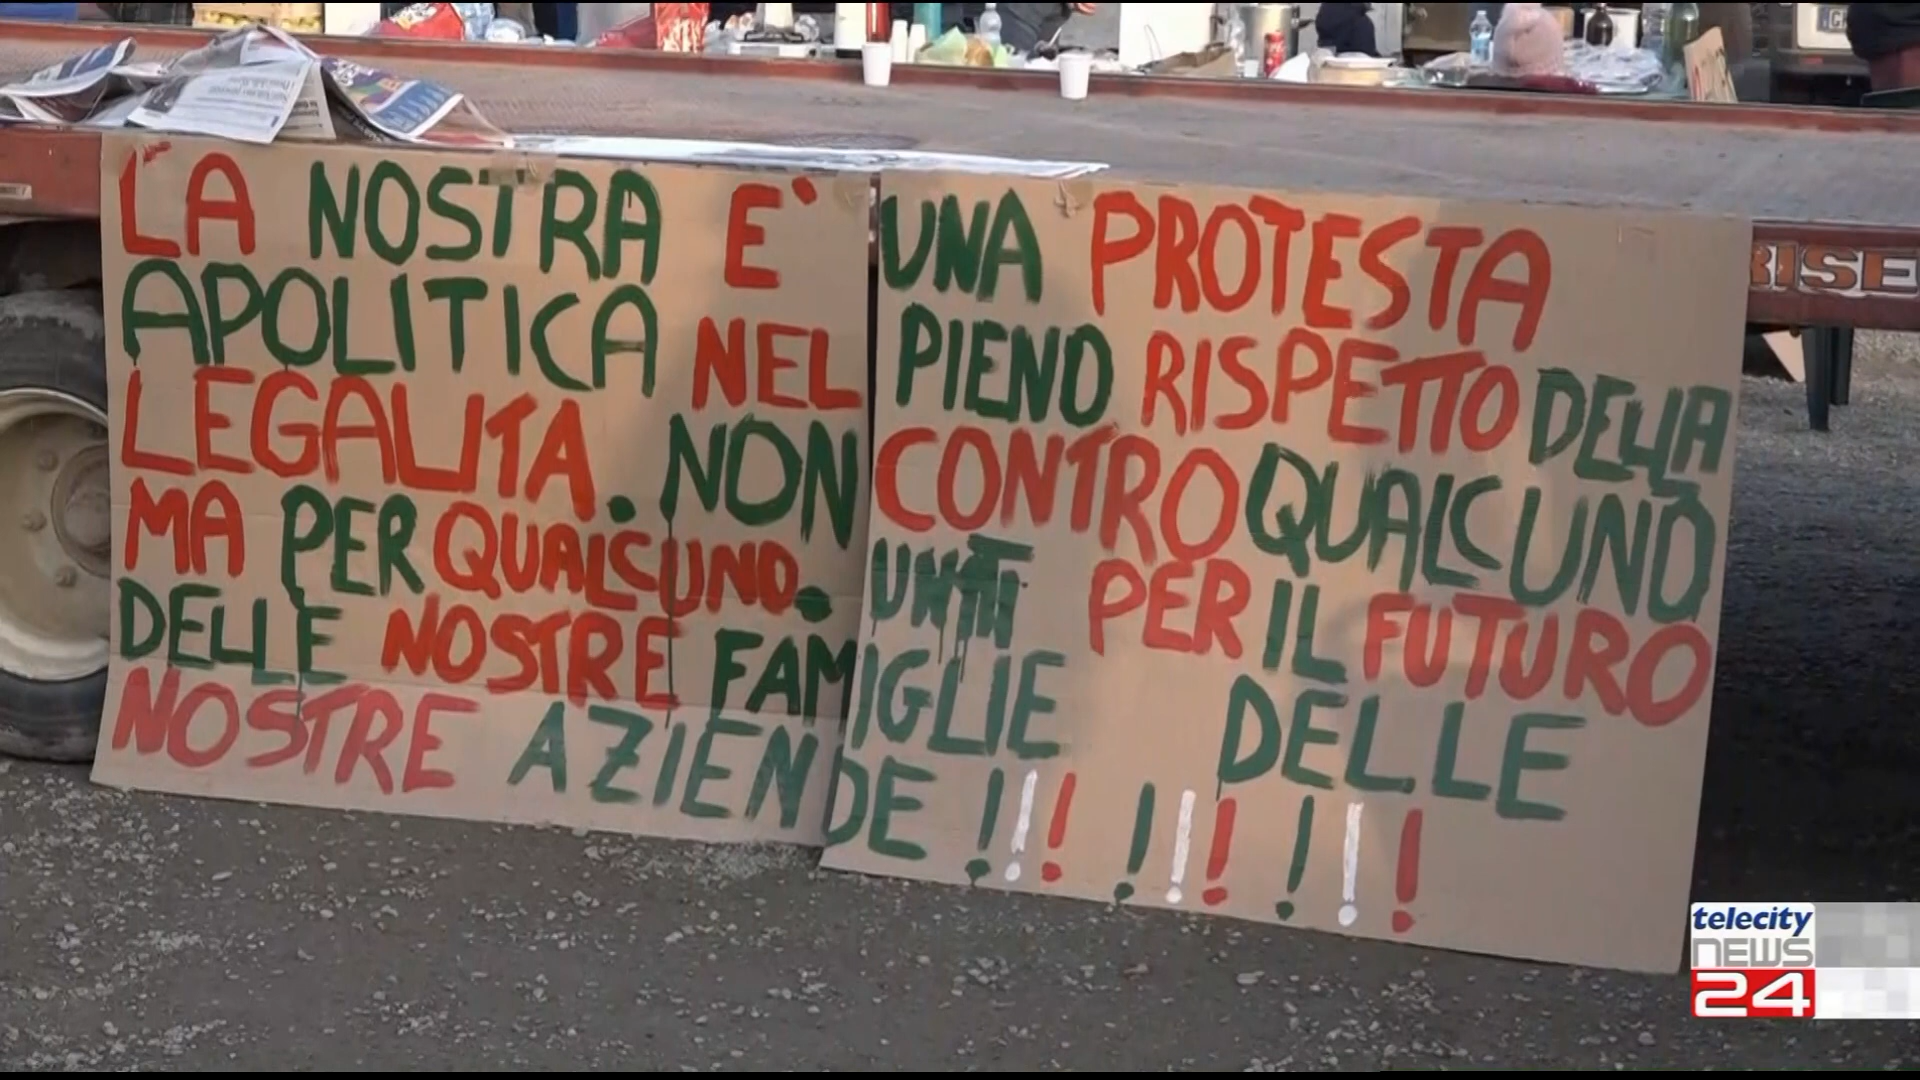 LA NOSTRA E` UNA PROTESTA
APOLITICA NEL PIENO RISPETTO DELLA
LEGALITA. NON CONTRO QUALCUNO
MA PER QUALCUNO. UNITI PER IL FUTURO
DELLE NOSTRE FAMIGLIE DELLE
NOSTRE AZIENDE !!! !!! !!!
RISE
telecity
NEWS
24